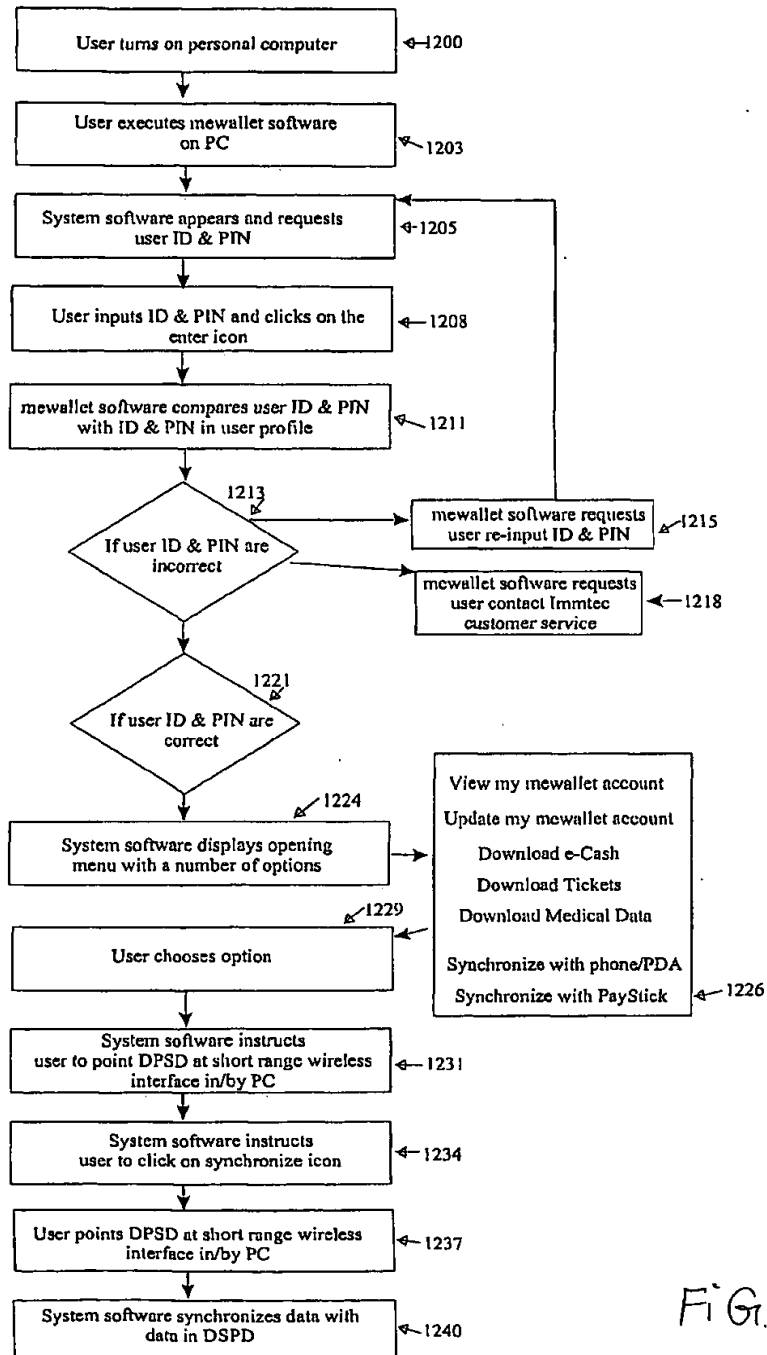 User turns on personal computer
1200
User executes mewallet software
on PC
1203
System software appears and requests
user ID & PIN
1205
User inputs ID & PIN and clicks on the
enter icon
1208
mewallet software compares user ID & PIN
with ID & PIN in user profile
1211
1213
If user ID & PIN are
incorrect
mewallet software requests
user re-input ID & PIN
1215
mewallet software requests
user contact Immtec
customer service
1218
1221
If user ID & PIN are
correct
1224
System software displays opening
menu with a number of options
View my mewallet account
Update my mewallet account
Download e-Cash
Download Tickets
Download Medical Data
Synchronize with phone/PDA
Synchronize with PayStick
1226
1229
User chooses option
System software instructs
user to point DPSD at short range wireless
interface in/by PC
1231
System software instructs
user to click on synchronize icon
1234
User points DPSD at short range wireless
interface in/by PC
1237
System software synchronizes data with
data in DSPD
1240
FiG.